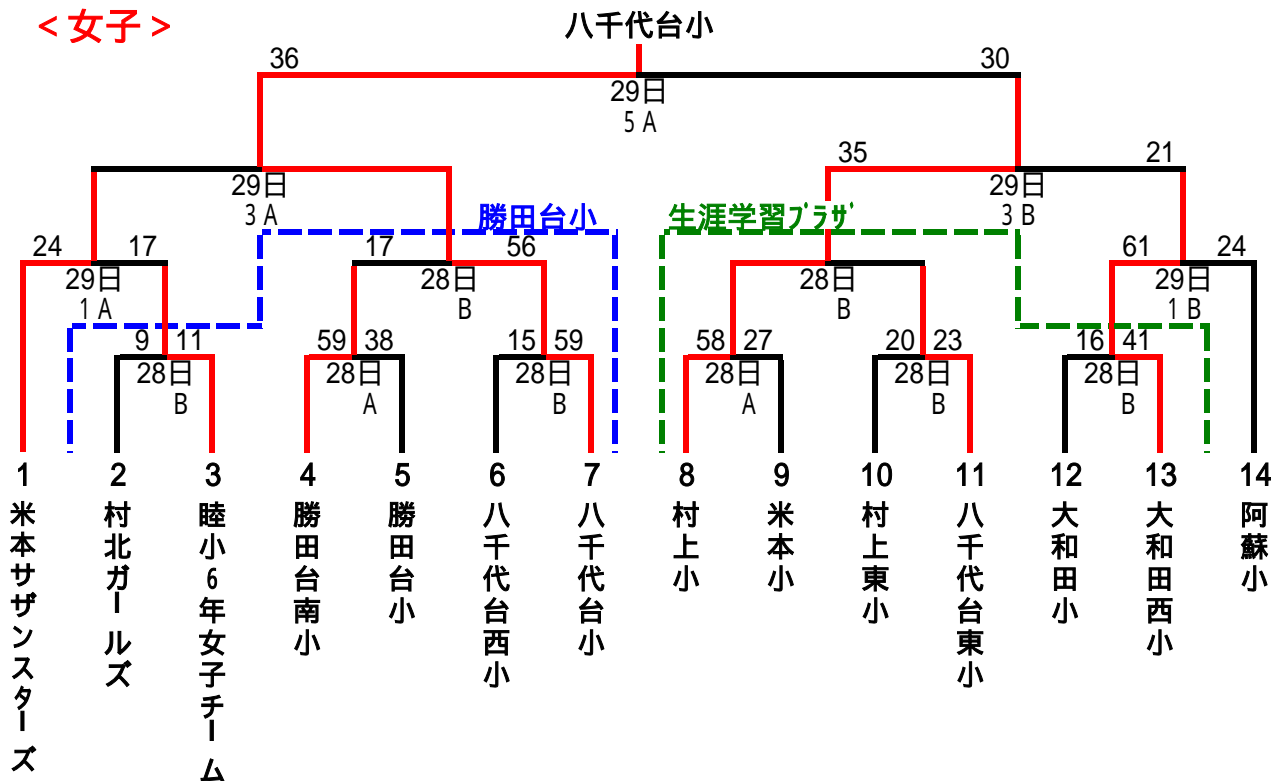 ＜女子＞
八千代台小
36
30
29日
5 A
35
21
29日
3 A
29日
3 B
勝田台小
生涯学習ﾌﾟﾗｻﾞ
24
17
17
56
61
24
29日
1 A
28日
B
28日
B
29日
1 B
9
11
59
38
15
59
58
27
20
23
16
41
28日
B
28日
A
28日
B
28日
A
28日
B
28日
B
1
2
3
4
5
6
7
8
9
10
11
12
13
14
米本サザンスターズ
村北ガールズ
睦小6年女子チーム
勝田台南小
勝田台小
八千代台西小
八千代台小
村上小
米本小
村上東小
八千代台東小
大和田小
大和田西小
阿蘇小